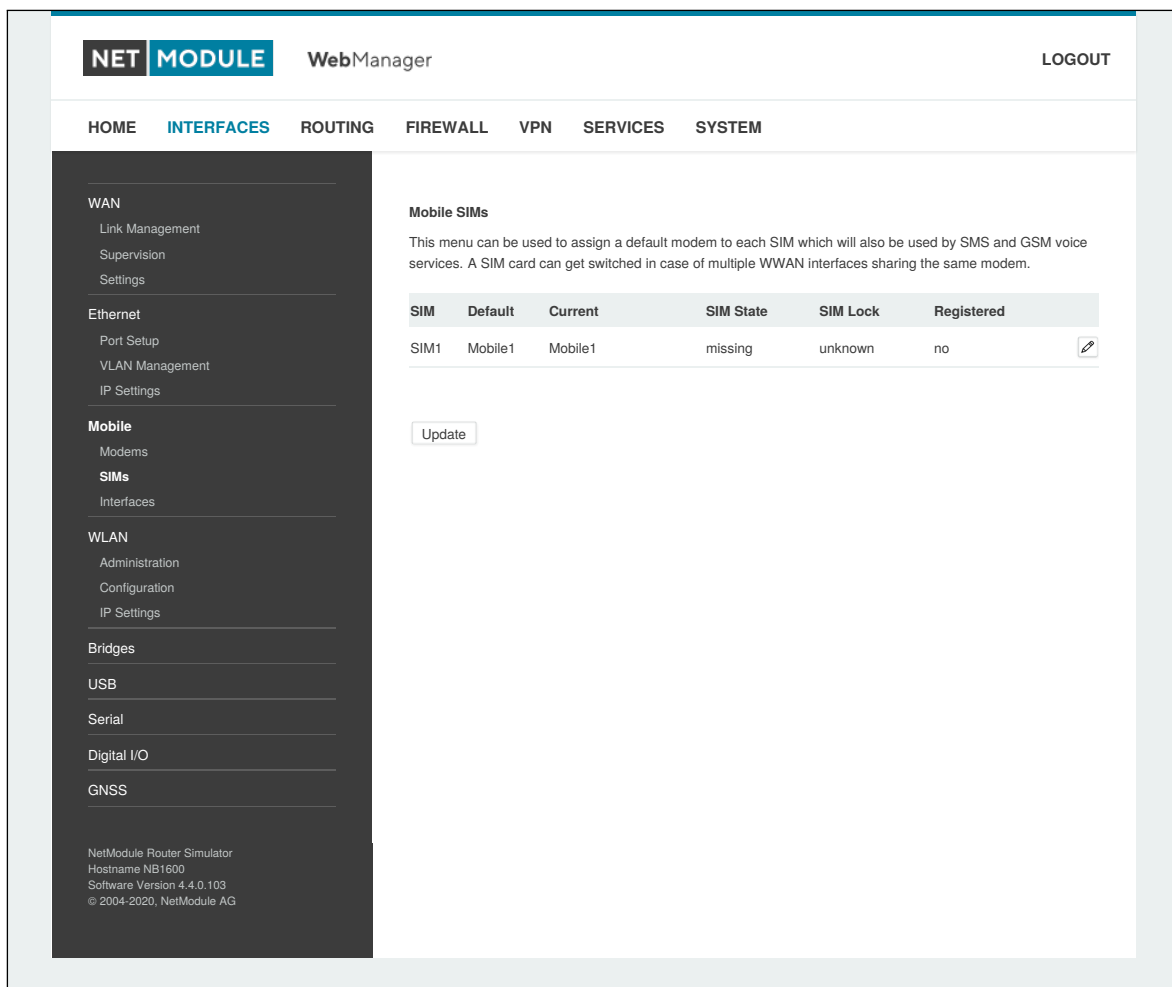 NET MODULE WebManager LOGOUT
HOME INTERFACES ROUTING FIREWALL VPN SERVICES SYSTEM
WAN
Link Management
Supervision
Settings
Ethernet
Port Setup
VLAN Management
IP Settings
Mobile
Modems
SIMs
Interfaces
WLAN
Administration
Configuration
IP Settings
Bridges
USB
Serial
Digital I/O
GNSS
NetModule Router Simulator
Hostname NB1600
Software Version 4.4.0.103
© 2004-2020, NetModule AG
Mobile SIMs
This menu can be used to assign a default modem to each SIM which will also be used by SMS and GSM voice
services. A SIM card can get switched in case of multiple WWAN interfaces sharing the same modem.
SIM Default Current SIM State SIM Lock Registered
SIM1 Mobile1 Mobile1 missing unknown no
Update